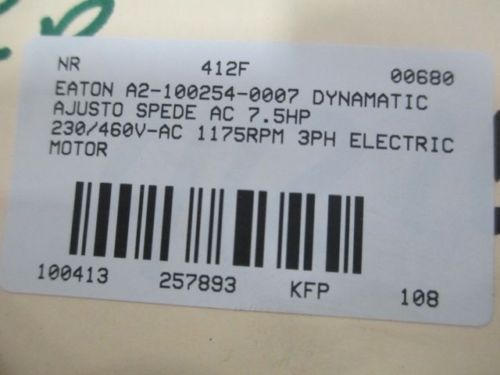 NR 412F 00680
EATON A2-100254-0007 DYNAMATIC
AJUSTO SPEDE AC 7.5HP
230/460V-AC 1175RPM 3PH ELECTRIC
MOTOR
100413 257893 KFP 108